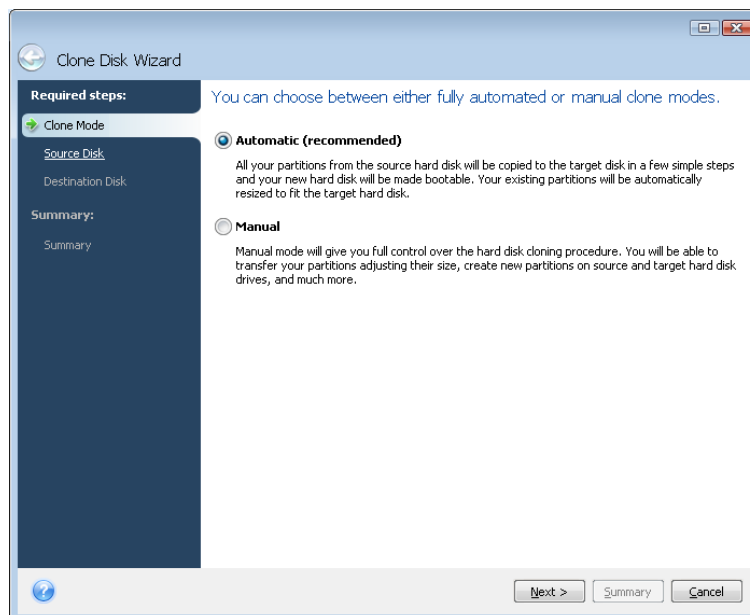 Clone Disk Wizard
Required steps:
Clone Mode
Source Disk
Destination Disk
Summary:
Summary
You can choose between either fully automated or manual clone modes.
Automatic (recommended)
All your partitions from the source hard disk will be copied to the target disk in a few simple steps
and your new hard disk will be made bootable. Your existing partitions will be automatically
resized to fit the target hard disk.
Manual
Manual mode will give you full control over the hard disk cloning procedure. You will be able to
transfer your partitions adjusting their size, create new partitions on source and target hard disk
drives, and much more.
Next >
Summary
Cancel